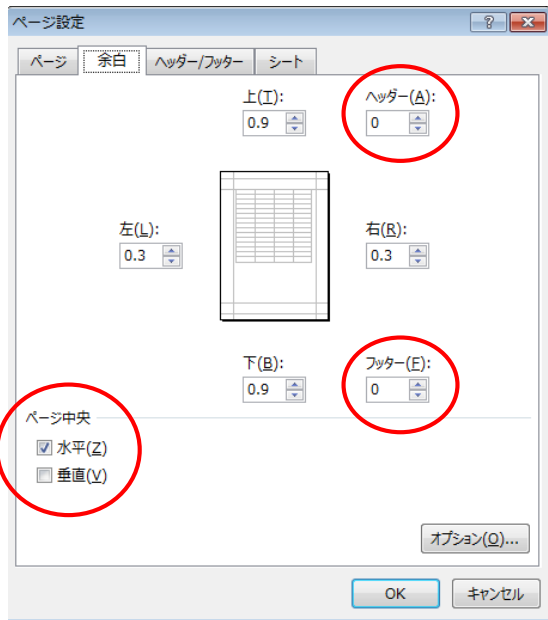 ページ設定
ページ 余白 ヘッダー/フッター シート
上(T): ヘッダー(A):
0.9 0
左(L): 右(R):
0.3 0.3
下(B): フッター(F):
0.9 0
ページ中央
水平(Z)
垂直(V)
オプション(O)...
OK キャンセル